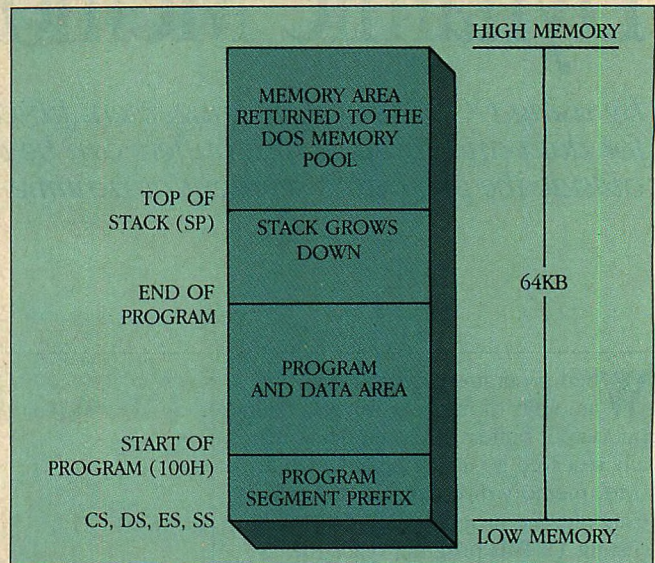 HIGH MEMORY
MEMORY AREA
RETURNED TO THE
DOS MEMORY
POOL
TOP OF
STACK (SP)
STACK GROWS
DOWN
64KB
END OF
PROGRAM
PROGRAM
AND DATA AREA
START OF
PROGRAM (100H)
PROGRAM
SEGMENT PREFIX
CS, DS, ES, SS
LOW MEMORY